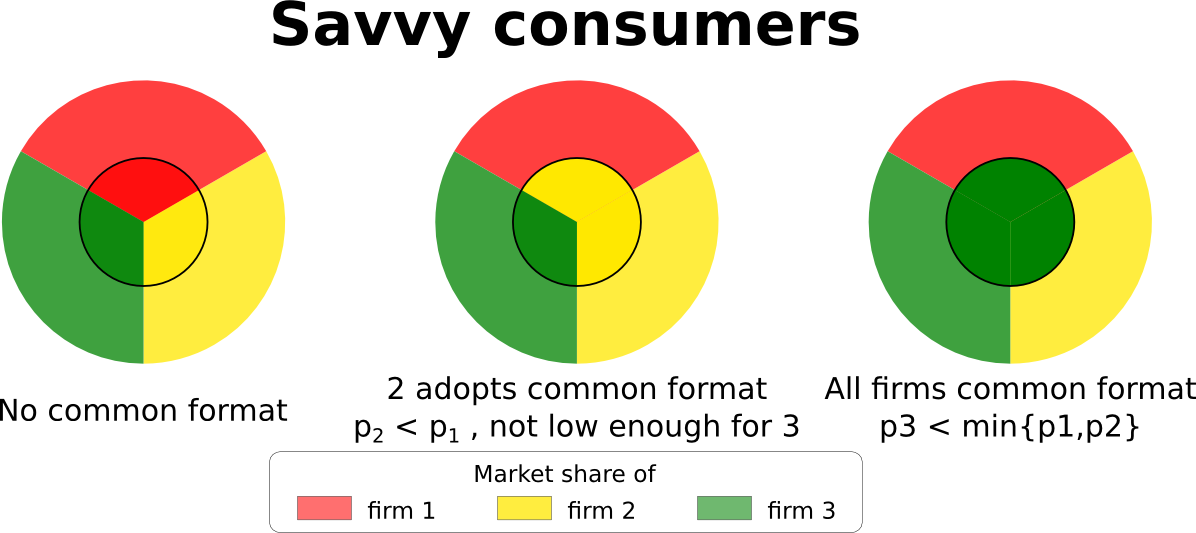 Savvy consumers
No common format
2 adopts common format
p₂ < p₁ , not low enough for 3
All firms common format
p3 < min{p1,p2}
Market share of
firm 1
firm 2
firm 3